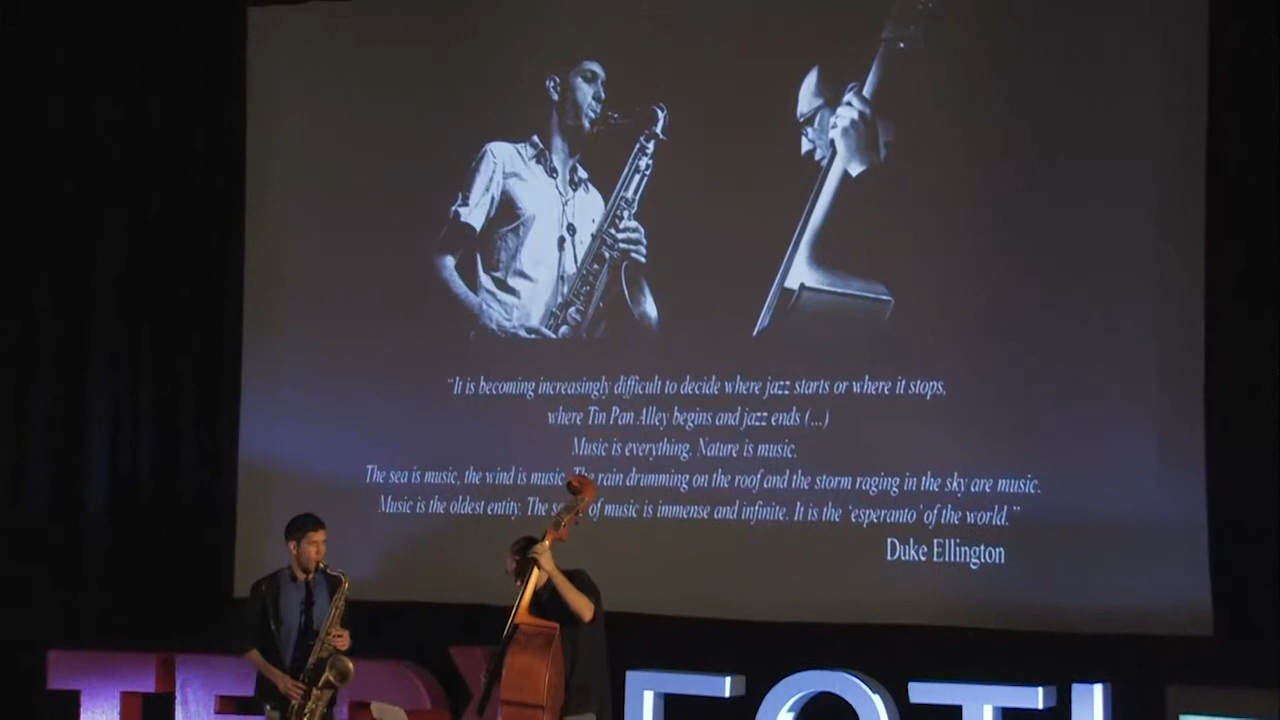 “It is becoming increasingly difficult to decide where jazz starts or where it stops,
where Tin Pan Alley begins and jazz ends (...)
Music is everything. Nature is music.
The sea is music, the wind is music. The rain drumming on the roof and the storm raging in the sky are music.
Music is the oldest entity. The of music is immense and infinite. It is the ‘esperanto’ of the world.”
Duke Ellington
TEDX